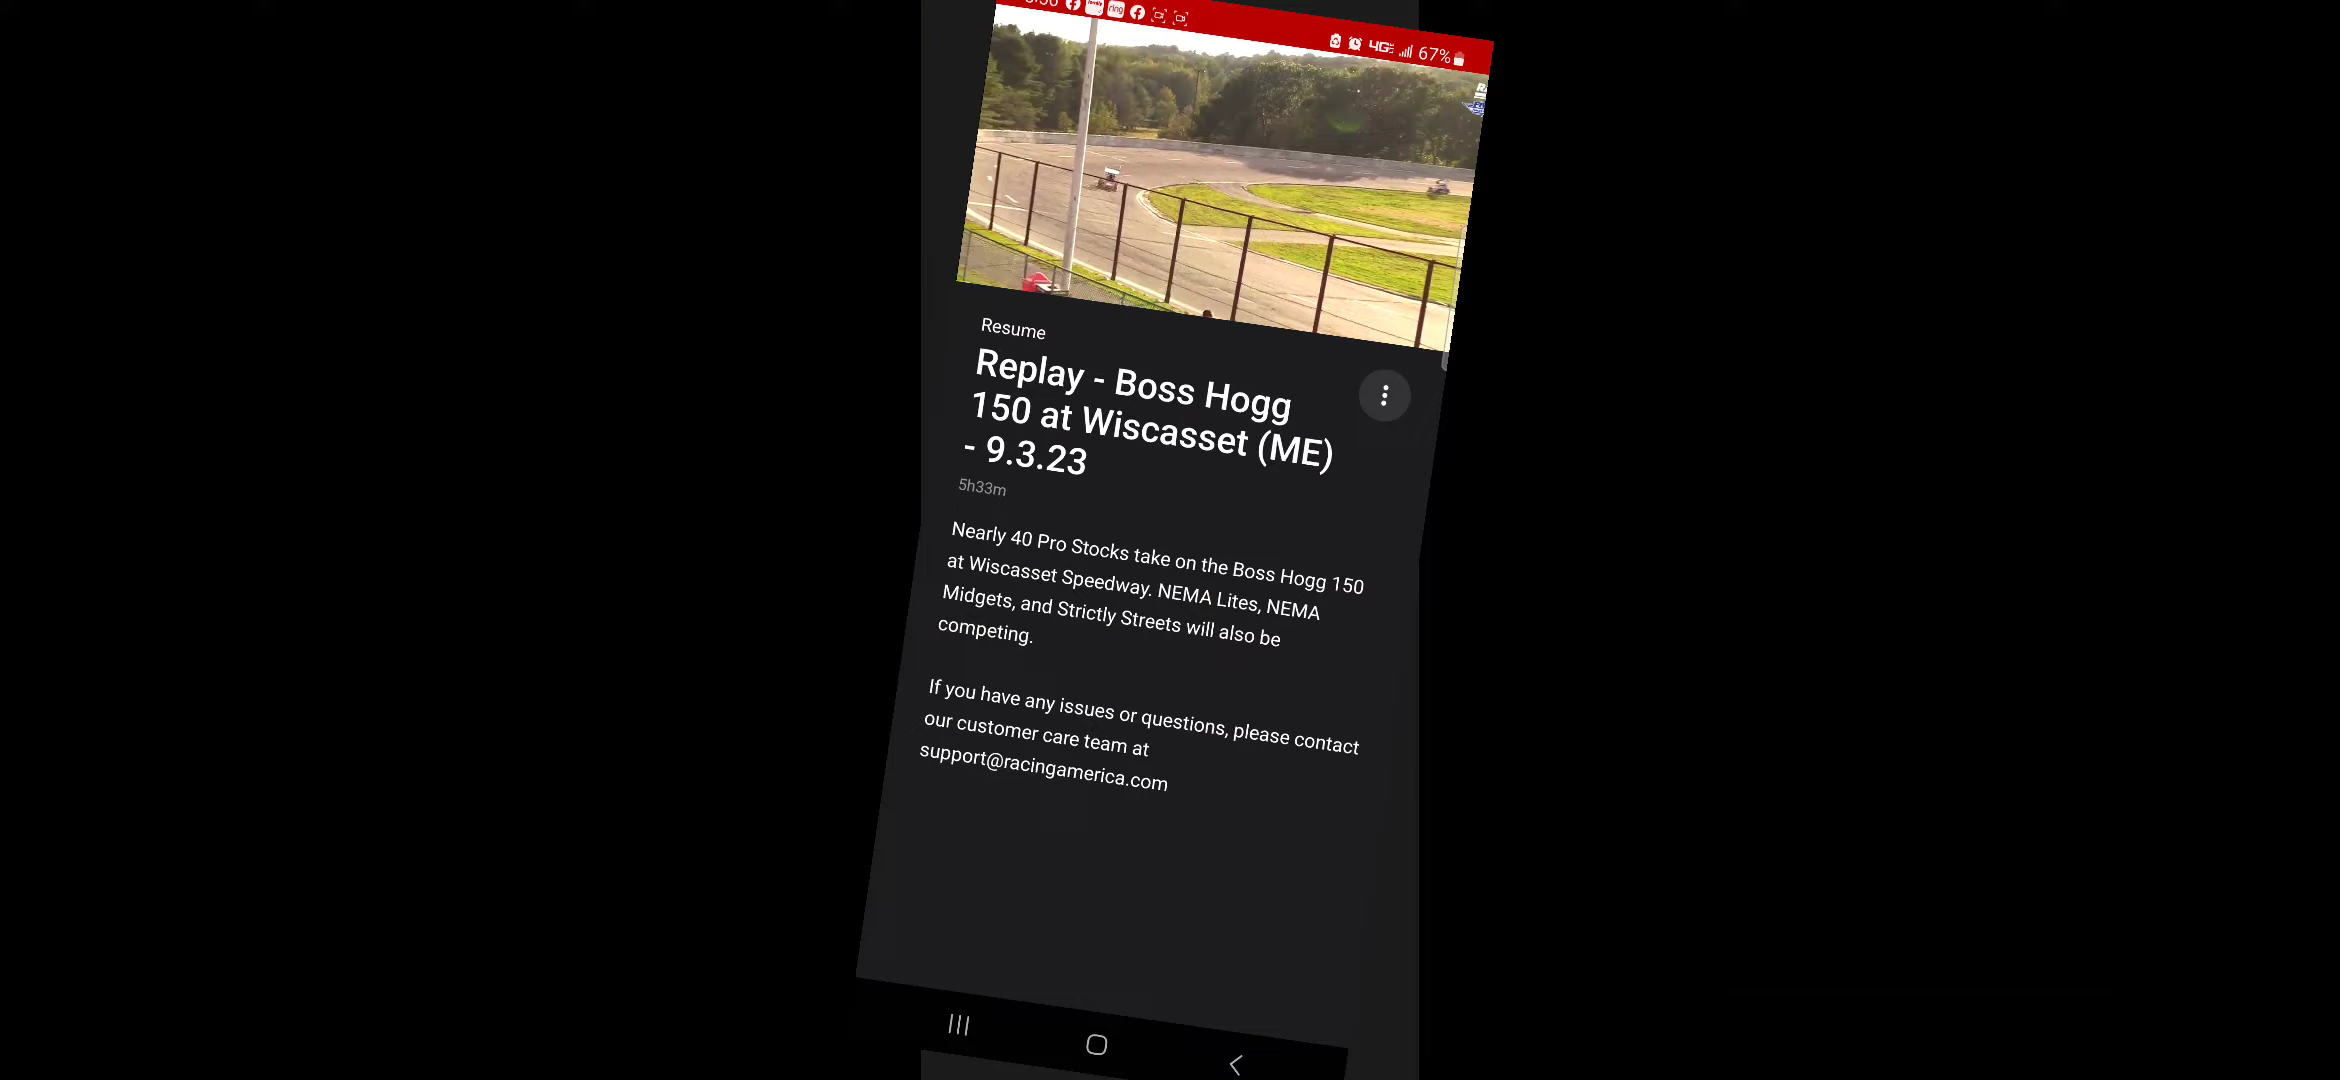 ring
4G 67%
Resume
Replay - Boss Hogg
150 at Wiscasset (ME)
- 9.3.23
5h33m
Nearly 40 Pro Stocks take on the Boss Hogg 150
at Wiscasset Speedway. NEMA Lites, NEMA
Midgets, and Strictly Streets will also be
competing.
If you have any issues or questions, please contact
our customer care team at
support@racingamerica.com